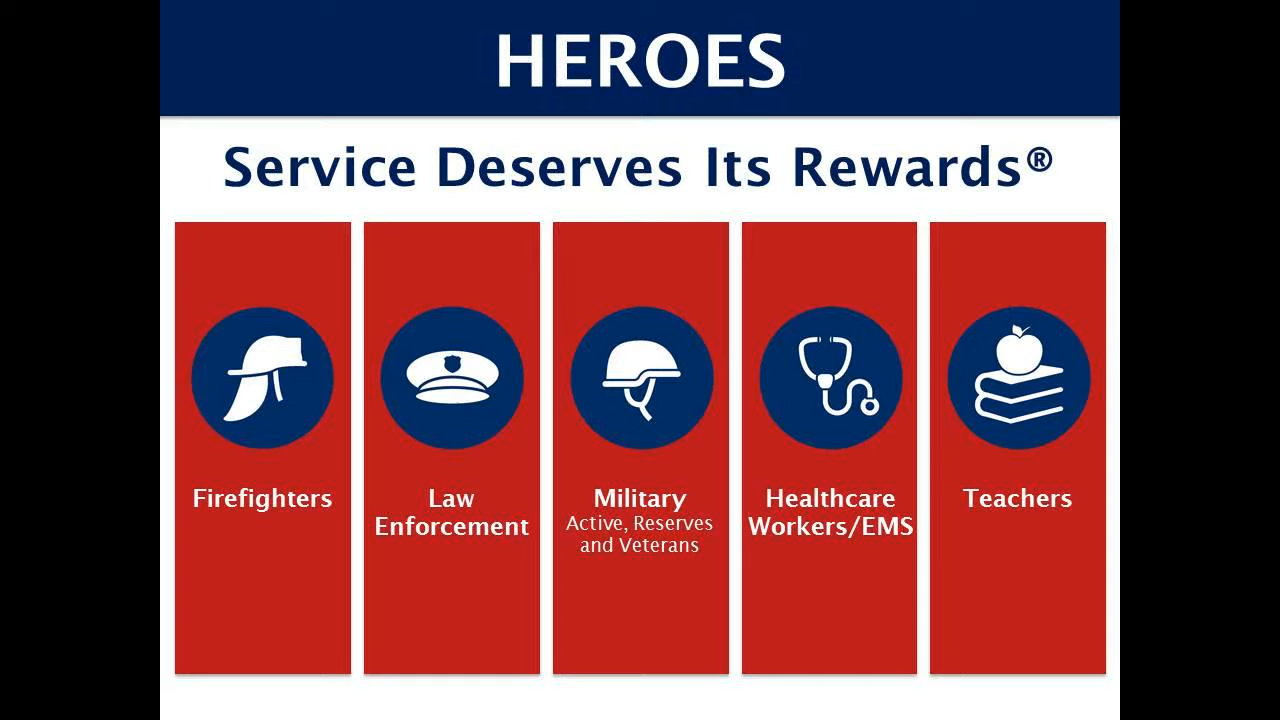 HEROES
Service Deserves Its Rewards®
Firefighters
Law
Enforcement
Military
Active, Reserves
and Veterans
Healthcare
Workers/EMS
Teachers